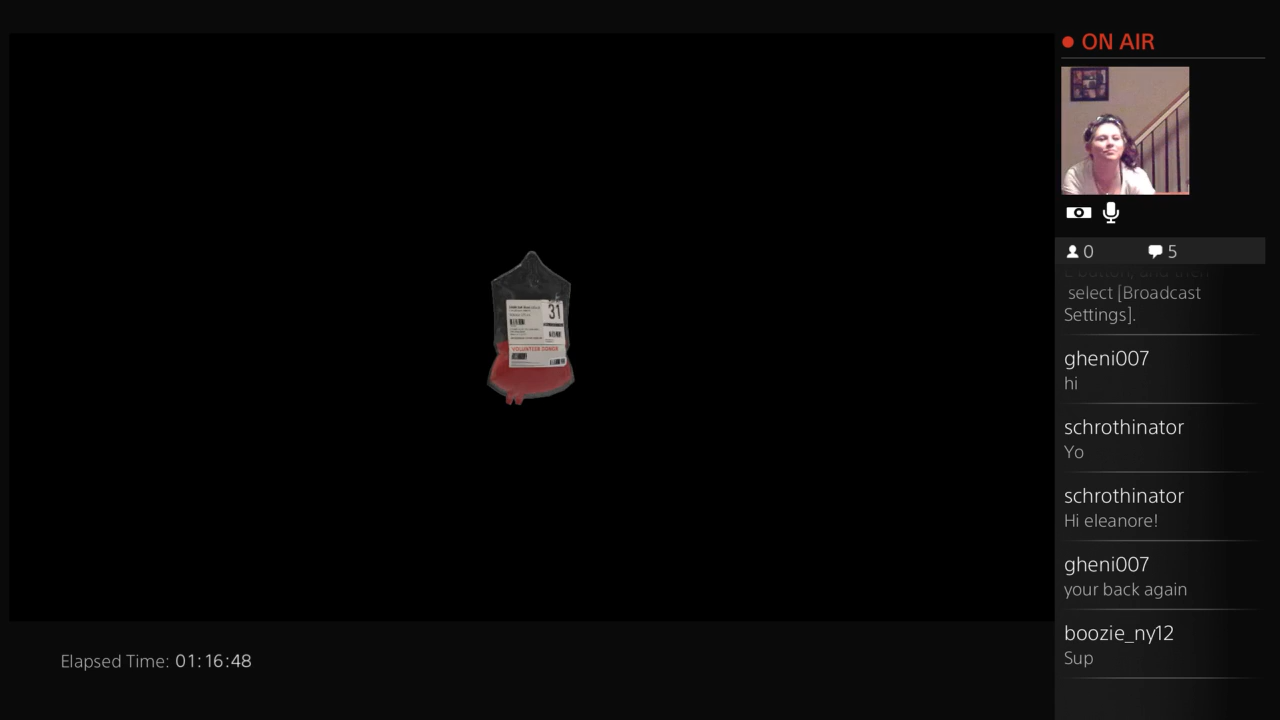 ON AIR
0 5
select [Broadcast
Settings].
gheni007
hi
schrothinator
Yo
schrothinator
Hi eleanore!
gheni007
your back again
boozie_ny12
Sup
31
VOLUNTEER DONOR
Elapsed Time: 01:16:48